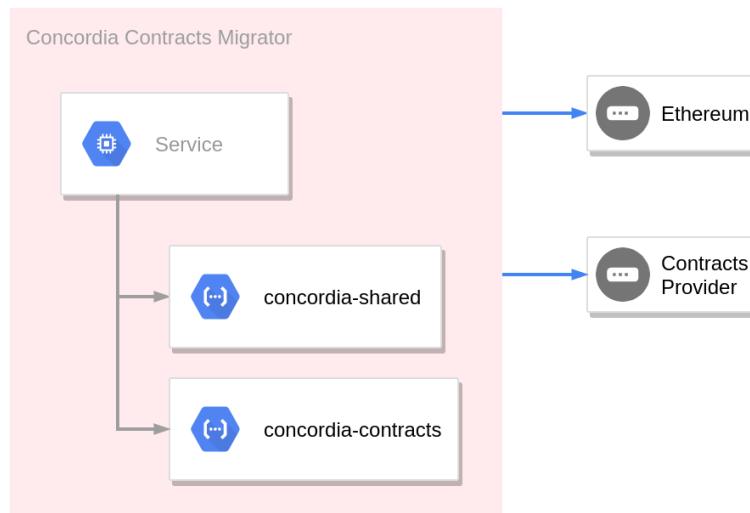 Concordia Contracts Migrator
Service
concordia-shared
concordia-contracts
Ethereum
Contracts
Provider